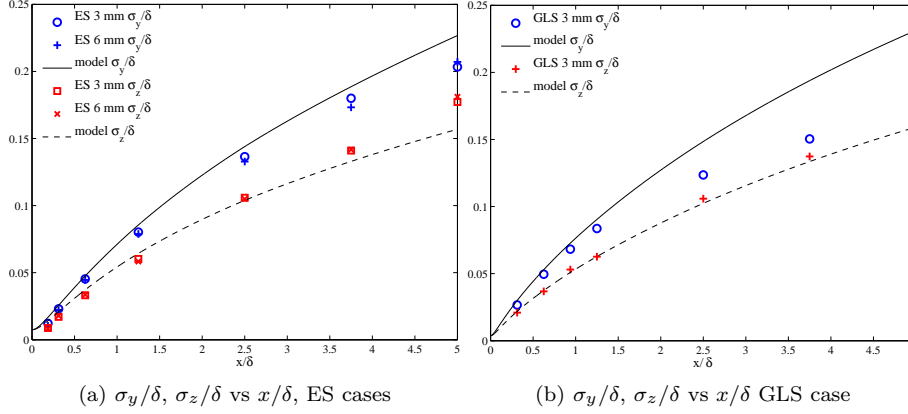 ES 3 mm σy/δ
ES 6 mm σy/δ
model σy/δ
ES 3 mm σz/δ
ES 6 mm σz/δ
model σz/δ
0.25
0.2
0.15
0.1
0.05
0
0 0.5 1 1.5 2 2.5 3 3.5 4 4.5 5
x/δ
(a) σy/δ, σz/δ vs x/δ, ES cases
GLS 3 mm σy/δ
model σy/δ
GLS 3 mm σz/δ
model σz/δ
0.25
0.2
0.15
0.1
0.05
0
0 0.5 1 1.5 2 2.5 3 3.5 4 4.5
x/δ
(b) σy/δ, σz/δ vs x/δ GLS case